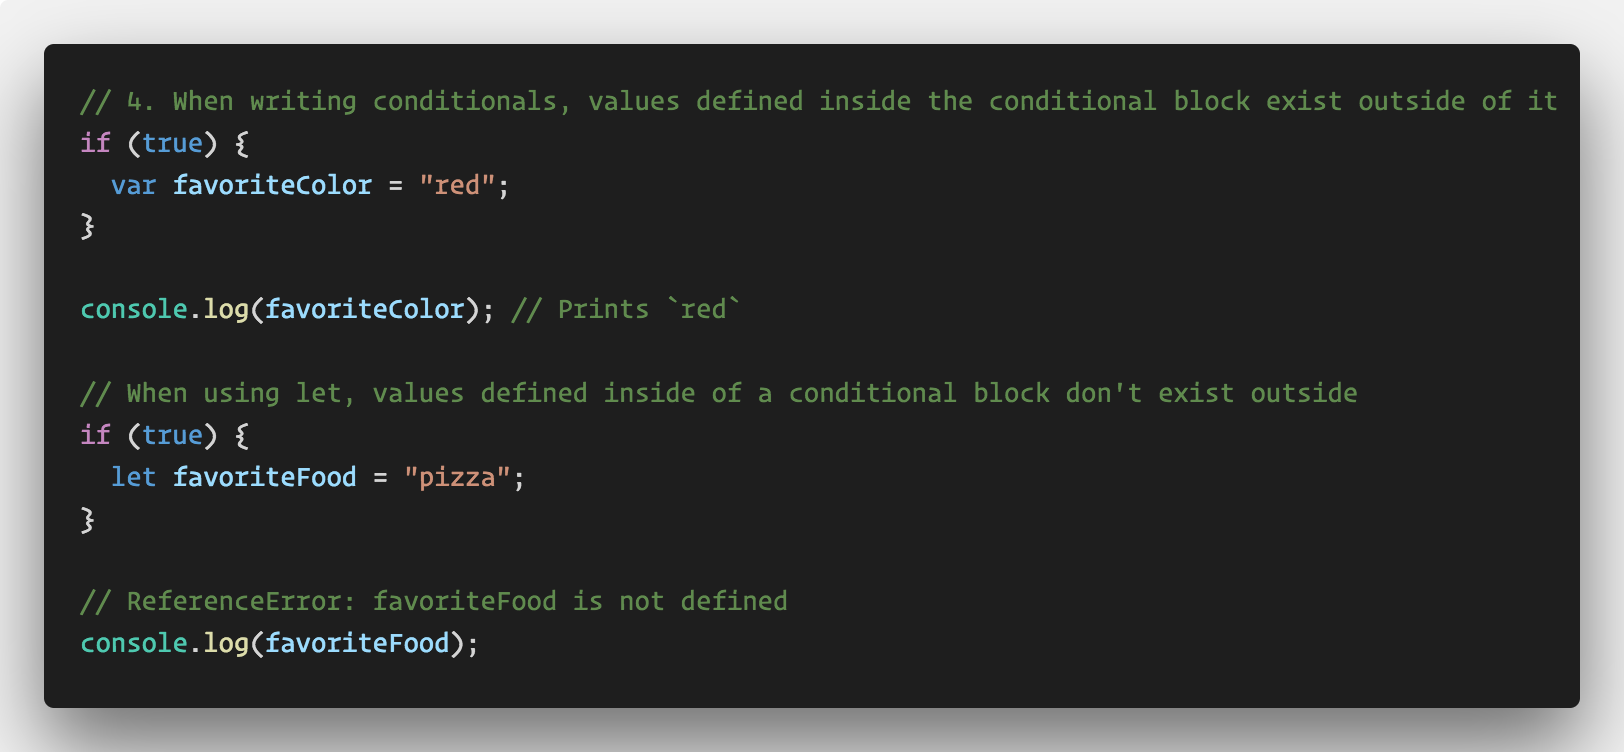 // 4. When writing conditionals, values defined inside the conditional block exist outside of it
if (true) {
  var favoriteColor = "red";
}
console.log(favoriteColor); // Prints `red`
// When using let, values defined inside of a conditional block don't exist outside
if (true) {
  let favoriteFood = "pizza";
}
// ReferenceError: favoriteFood is not defined
console.log(favoriteFood);